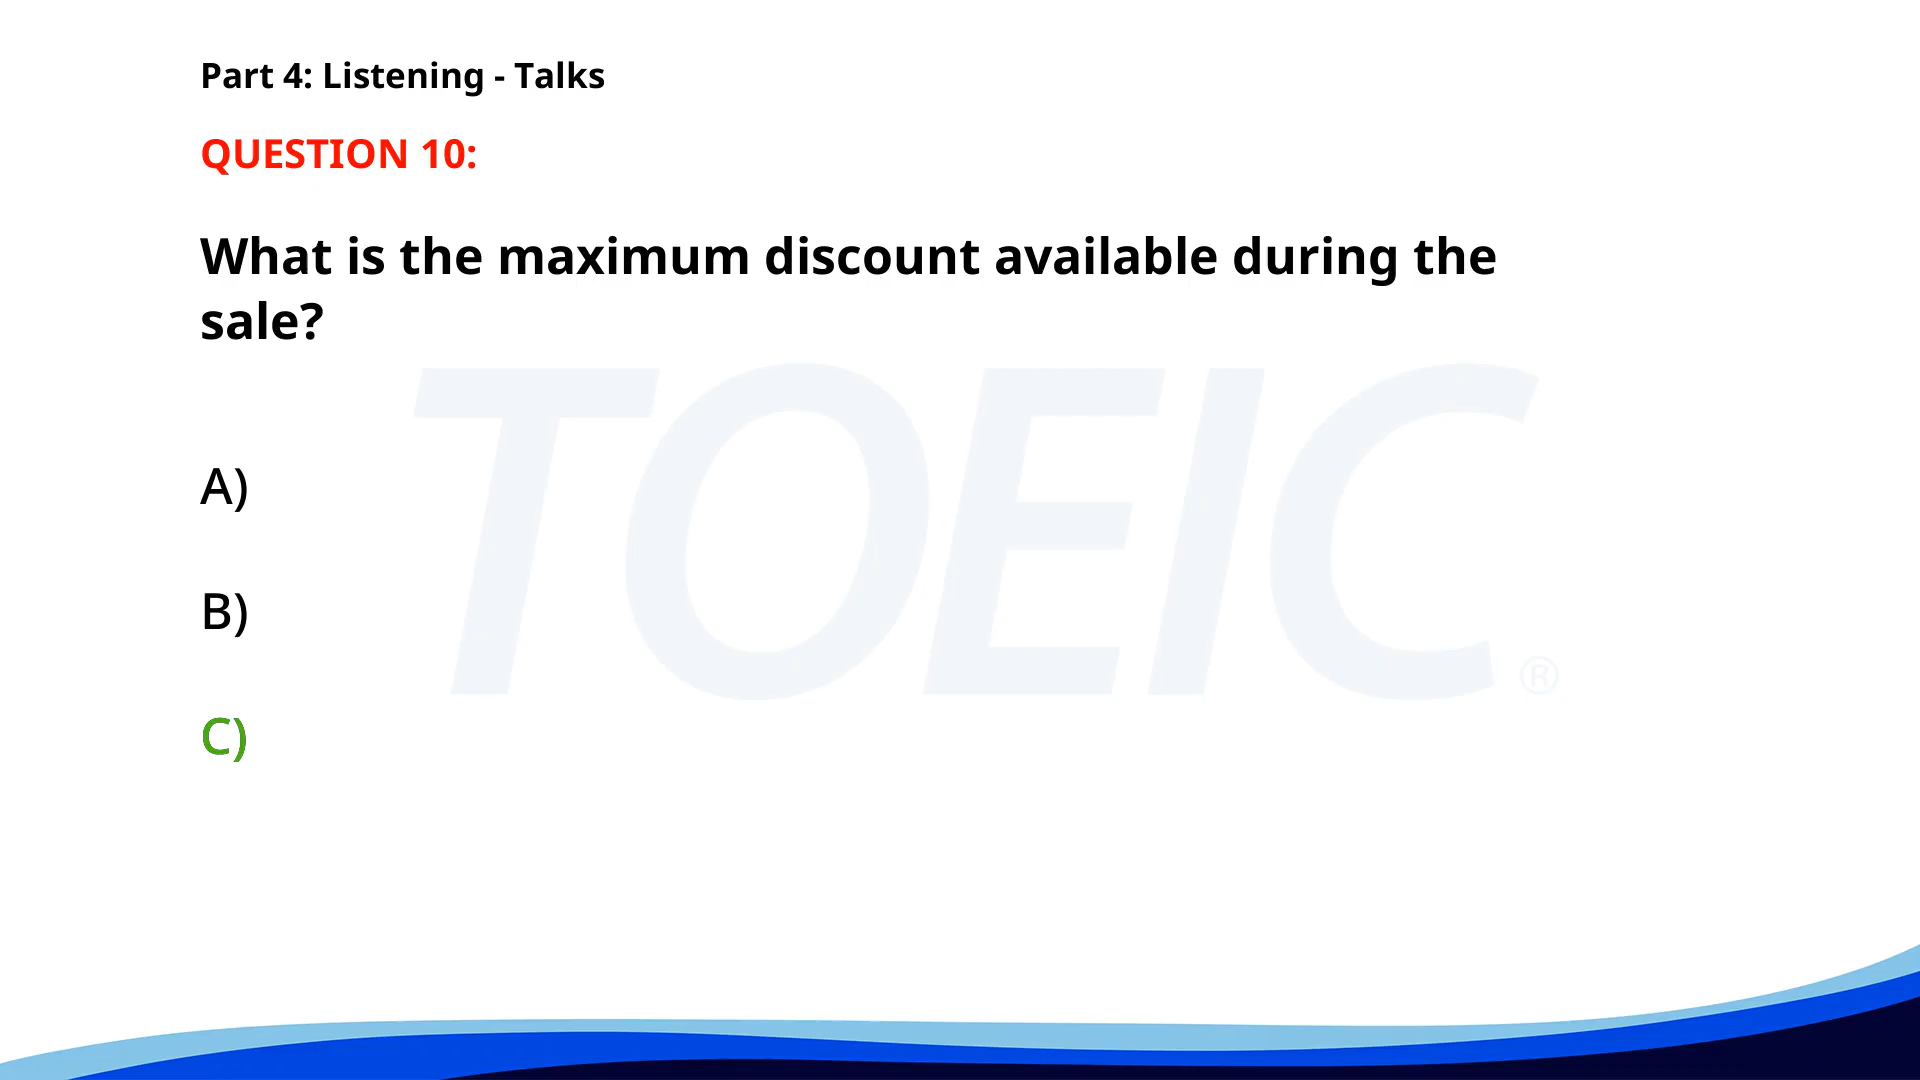 Part 4: Listening - Talks
QUESTION 10:
What is the maximum discount available during the
sale?
TOEIC®
A)
B)
C)